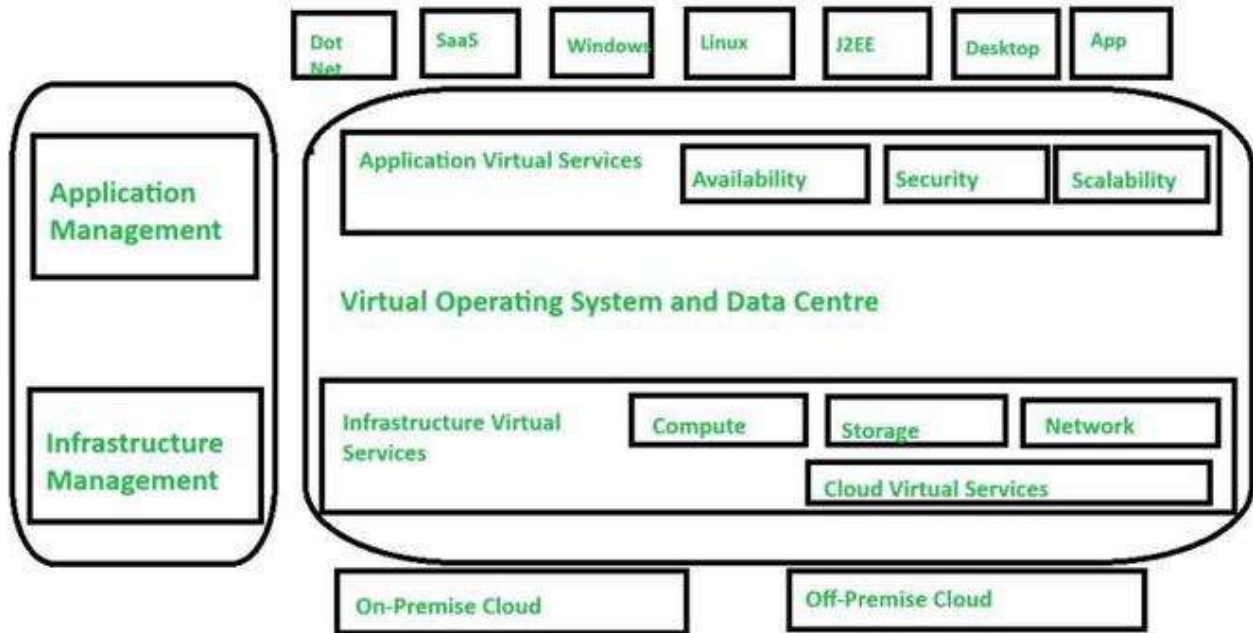 Dot
Net
SaaS
Windows
Linux
J2EE
Desktop
App
Application
Management
Infrastructure
Management
Application Virtual Services
Availability
Security
Scalability
Virtual Operating System and Data Centre
Infrastructure Virtual
Services
Compute
Storage
Network
Cloud Virtual Services
On-Premise Cloud
Off-Premise Cloud